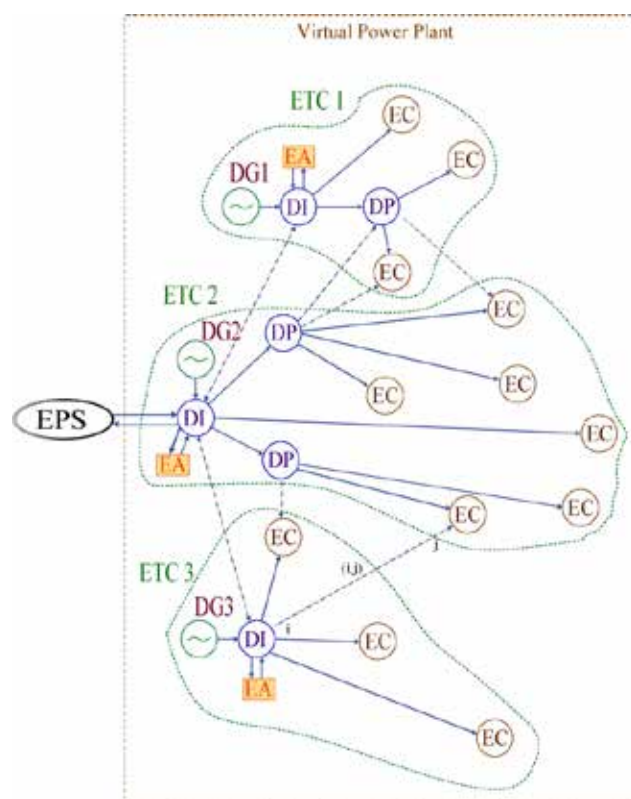 Virtual Power Plant
ETC 1
EC
EA
EC
DG1
DI
DP
EC
ETC 2
EC
DG2
DP
EC
EC
EPS
DI
EC
EA
DP
EC
EC
j
EC
ETC 3
(i,j)
DG3
i
DI
EC
EA
EC